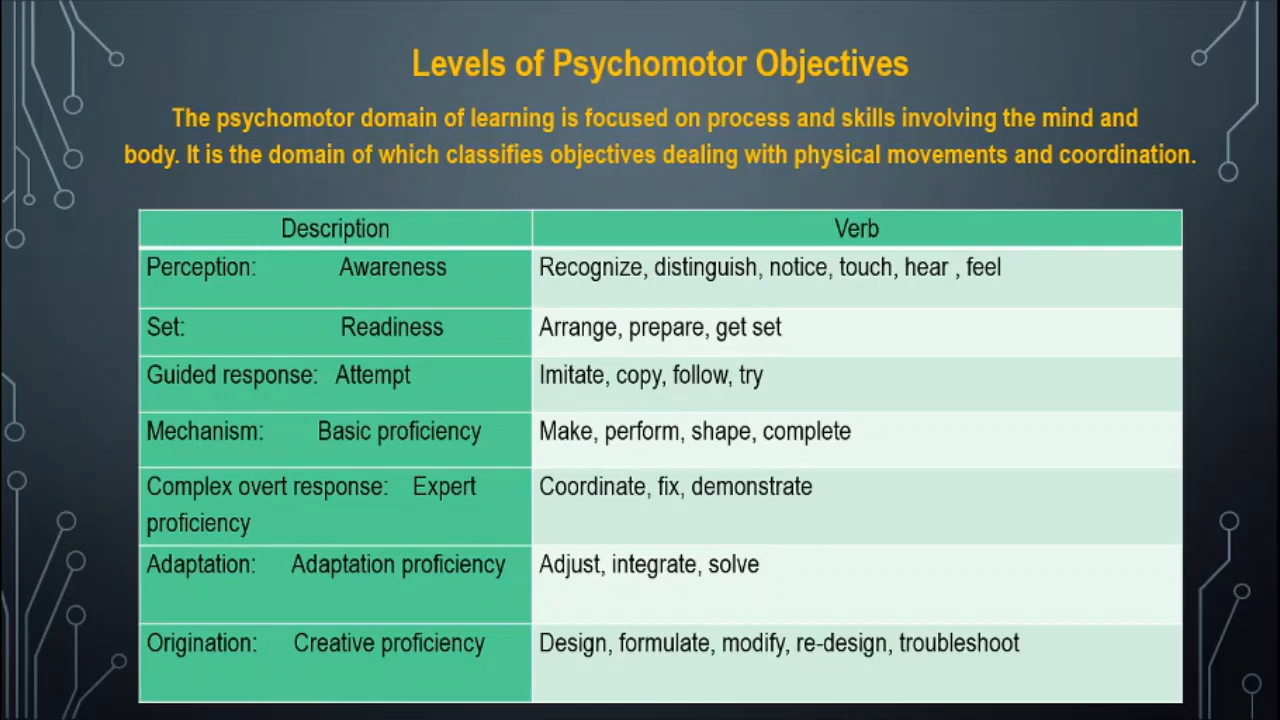 Levels of Psychomotor Objectives
The psychomotor domain of learning is focused on process and skills involving the mind and
body. It is the domain of which classifies objectives dealing with physical movements and coordination.
Description Verb
Perception: Awareness Recognize, distinguish, notice, touch, hear , feel
Set: Readiness Arrange, prepare, get set
Guided response: Attempt Imitate, copy, follow, try
Mechanism: Basic proficiency Make, perform, shape, complete
Complex overt response: Expert Coordinate, fix, demonstrate
proficiency
Adaptation: Adaptation proficiency Adjust, integrate, solve
Origination: Creative proficiency Design, formulate, modify, re-design, troubleshoot